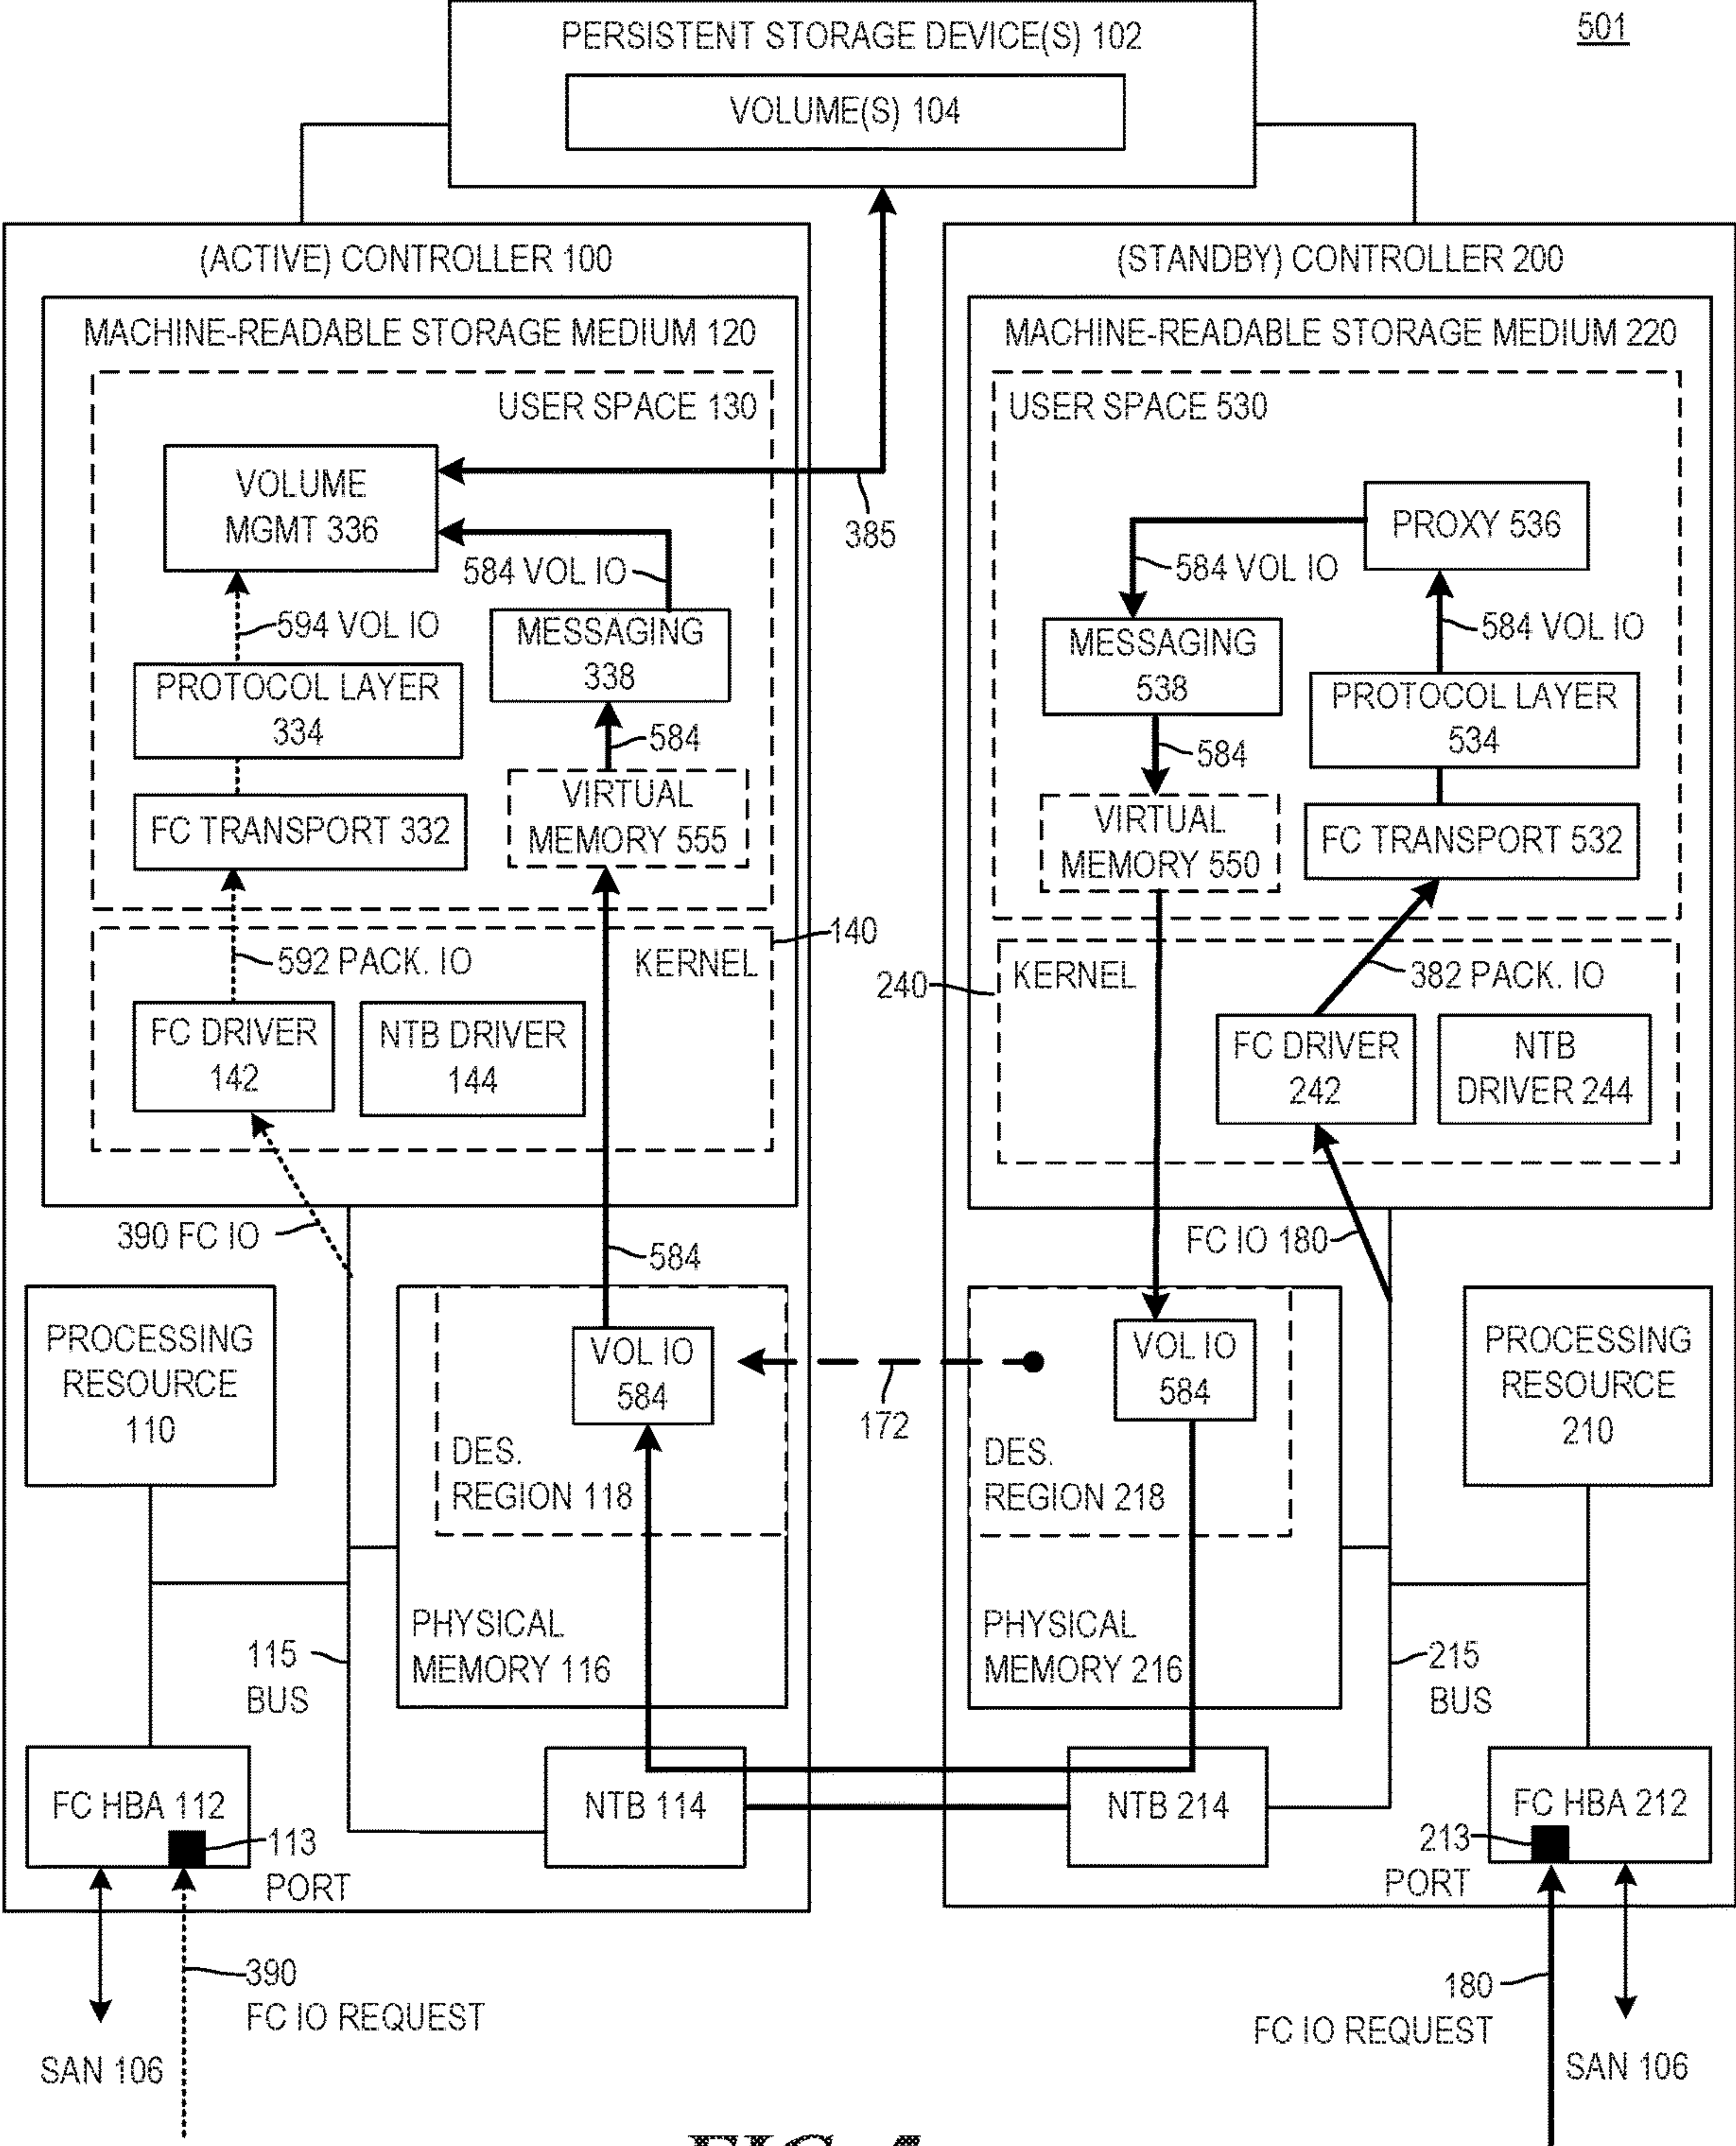 501
PERSISTENT STORAGE DEVICE(S) 102
VOLUME(S) 104
(ACTIVE) CONTROLLER 100
MACHINE-READABLE STORAGE MEDIUM 120
USER SPACE 130
VOLUME
MGMT 336
385
584 VOL IO
594 VOL IO
MESSAGING
338
PROTOCOL LAYER
334
584
VIRTUAL
MEMORY 555
FC TRANSPORT 332
140
592 PACK. IO
KERNEL
FC DRIVER
142
NTB DRIVER
144
390 FC IO
584
PROCESSING
RESOURCE
110
VOL IO
584
172
DES.
REGION 118
PHYSICAL
MEMORY 116
115
BUS
FC HBA 112
113
PORT
NTB 114
390
FC IO REQUEST
SAN 106
(STANDBY) CONTROLLER 200
MACHINE-READABLE STORAGE MEDIUM 220
USER SPACE 530
PROXY 536
584 VOL IO
584 VOL IO
MESSAGING
538
PROTOCOL LAYER
534
584
VIRTUAL
MEMORY 550
FC TRANSPORT 532
240
KERNEL
382 PACK. IO
FC DRIVER
242
NTB
DRIVER 244
FC IO 180
VOL IO
584
PROCESSING
RESOURCE
210
DES.
REGION 218
PHYSICAL
MEMORY 216
215
BUS
NTB 214
FC HBA 212
213
PORT
180
FC IO REQUEST
SAN 106